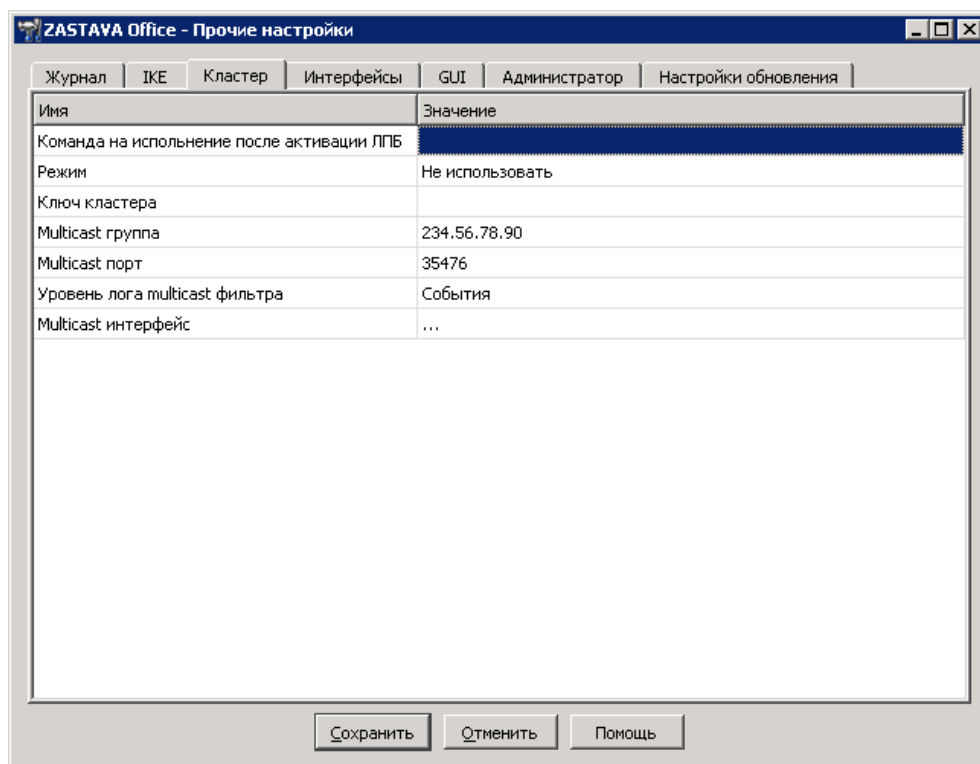 ZASTAVA Office - Прочие настройки
Журнал IKE Кластер Интерфейсы GUI Администратор Настройки обновления
Имя Значение
Команда на испольнение после активации ЛПБ
Режим Не использовать
Ключ кластера
Multicast группа 234.56.78.90
Multicast порт 35476
Уровень лога multicast фильтра События
Multicast интерфейс ...
Сохранить Отменить Помощь